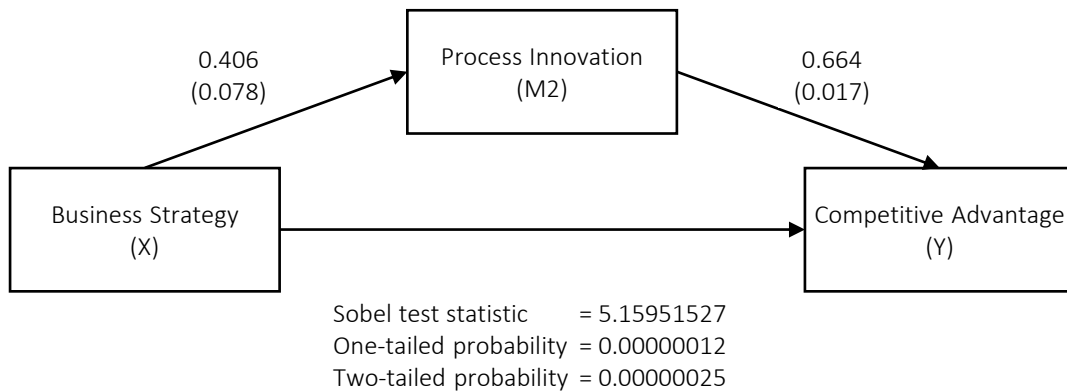 0.406
(0.078)
Process Innovation
(M2)
0.664
(0.017)
Business Strategy
(X)
Competitive Advantage
(Y)
Sobel test statistic = 5.15951527
One-tailed probability = 0.00000012
Two-tailed probability = 0.00000025